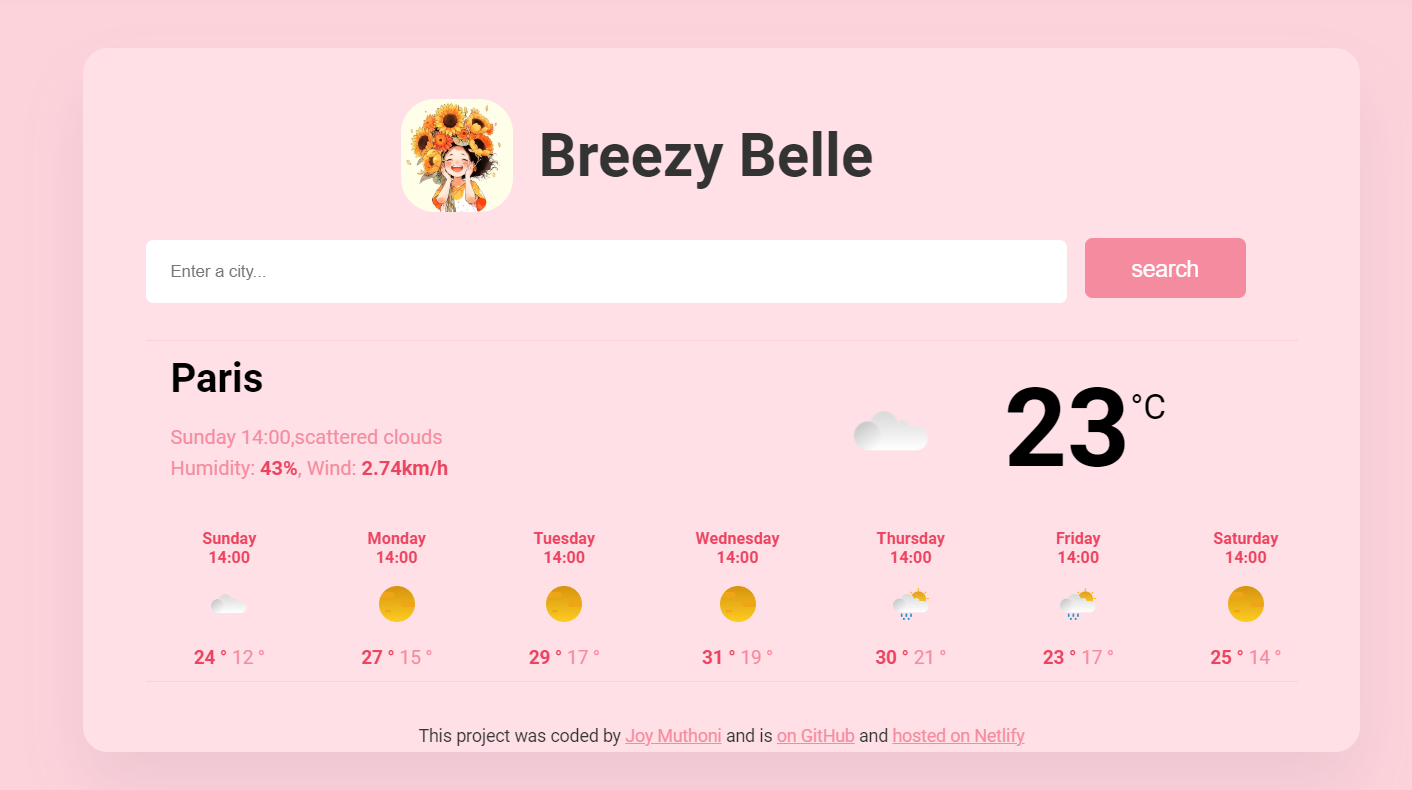 Breezy Belle
Enter a city...
search
Paris
23 °C
Sunday 14:00,scattered clouds
Humidity: 43%, Wind: 2.74km/h
Sunday Monday Tuesday Wednesday Thursday Friday Saturday
14:00 14:00 14:00 14:00 14:00 14:00 14:00
24 ° 12 ° 27 ° 15 ° 29 ° 17 ° 31 ° 19 ° 30 ° 21 ° 23 ° 17 ° 25 ° 14 °
This project was coded by Joy Muthoni and is on GitHub and hosted on Netlify